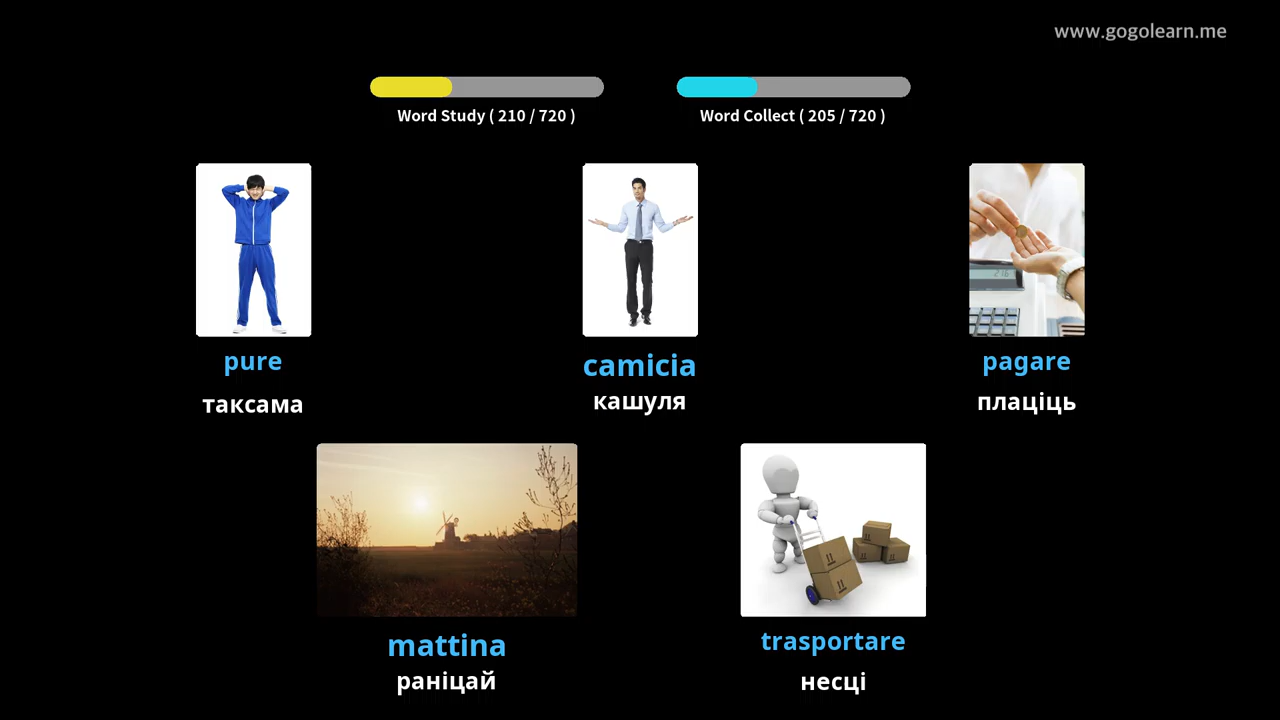 www.gogolearn.me
Word Study ( 210 / 720 )
Word Collect ( 205 / 720 )
pure
таксама
camicia
кашуля
pagare
плаціць
mattina
раніцай
trasportare
несці